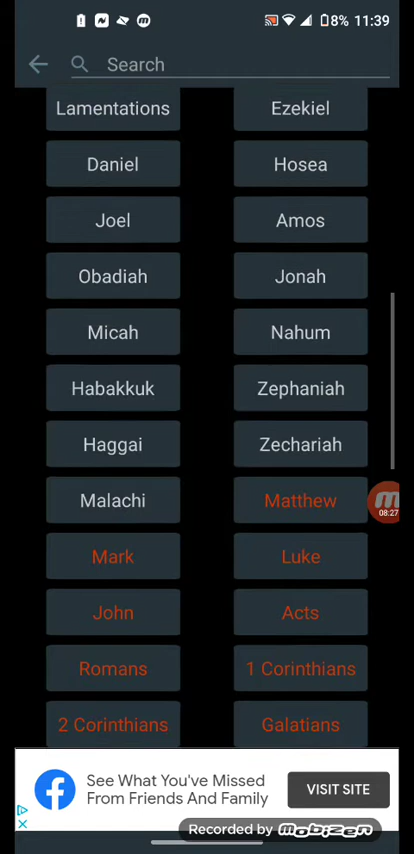 8% 11:39
Search
Lamentations Ezekiel
Daniel Hosea
Joel Amos
Obadiah Jonah
Micah Nahum
Habakkuk Zephaniah
Haggai Zechariah
Malachi Matthew
08:27
Mark Luke
John Acts
Romans 1 Corinthians
2 Corinthians Galatians
See What You've Missed
From Friends And Family
VISIT SITE
Recorded by mobizen